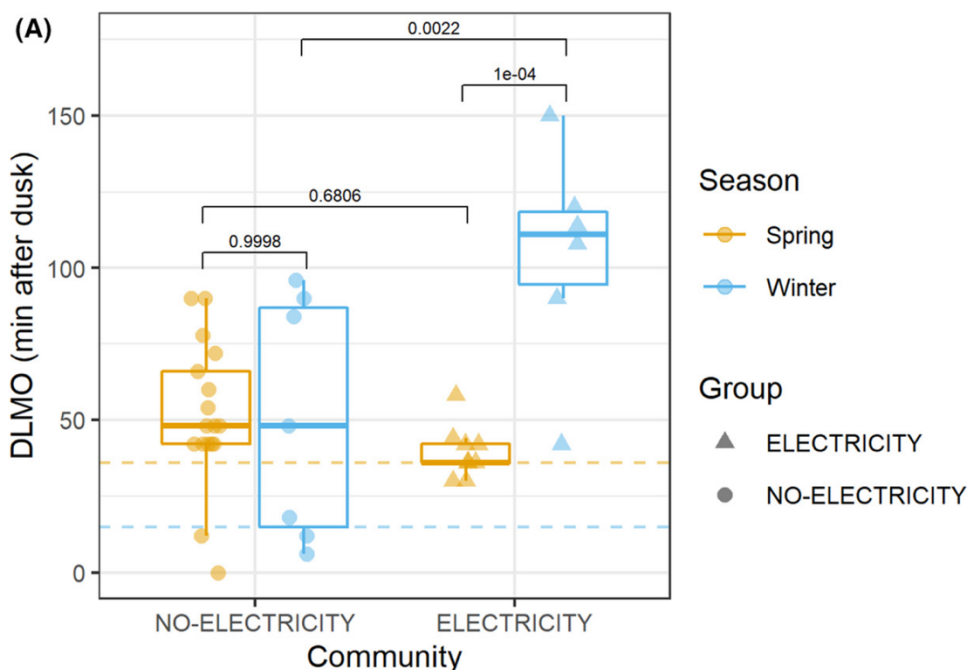 (A)
DLMO (min after dusk)
150
100
50
0
0.0022
1e-04
0.6806
0.9998
NO-ELECTRICITY
ELECTRICITY
Community
Season
Spring
Winter
Group
ELECTRICITY
NO-ELECTRICITY